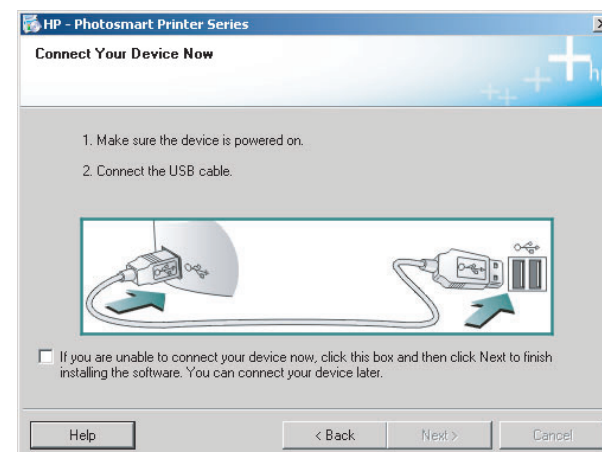 HP - Photosmart Printer Series
Connect Your Device Now
hp
1. Make sure the device is powered on.
2. Connect the USB cable.
If you are unable to connect your device now, click this box and then click Next to finish
installing the software. You can connect your device later.
Help
< Back
Next >
Cancel